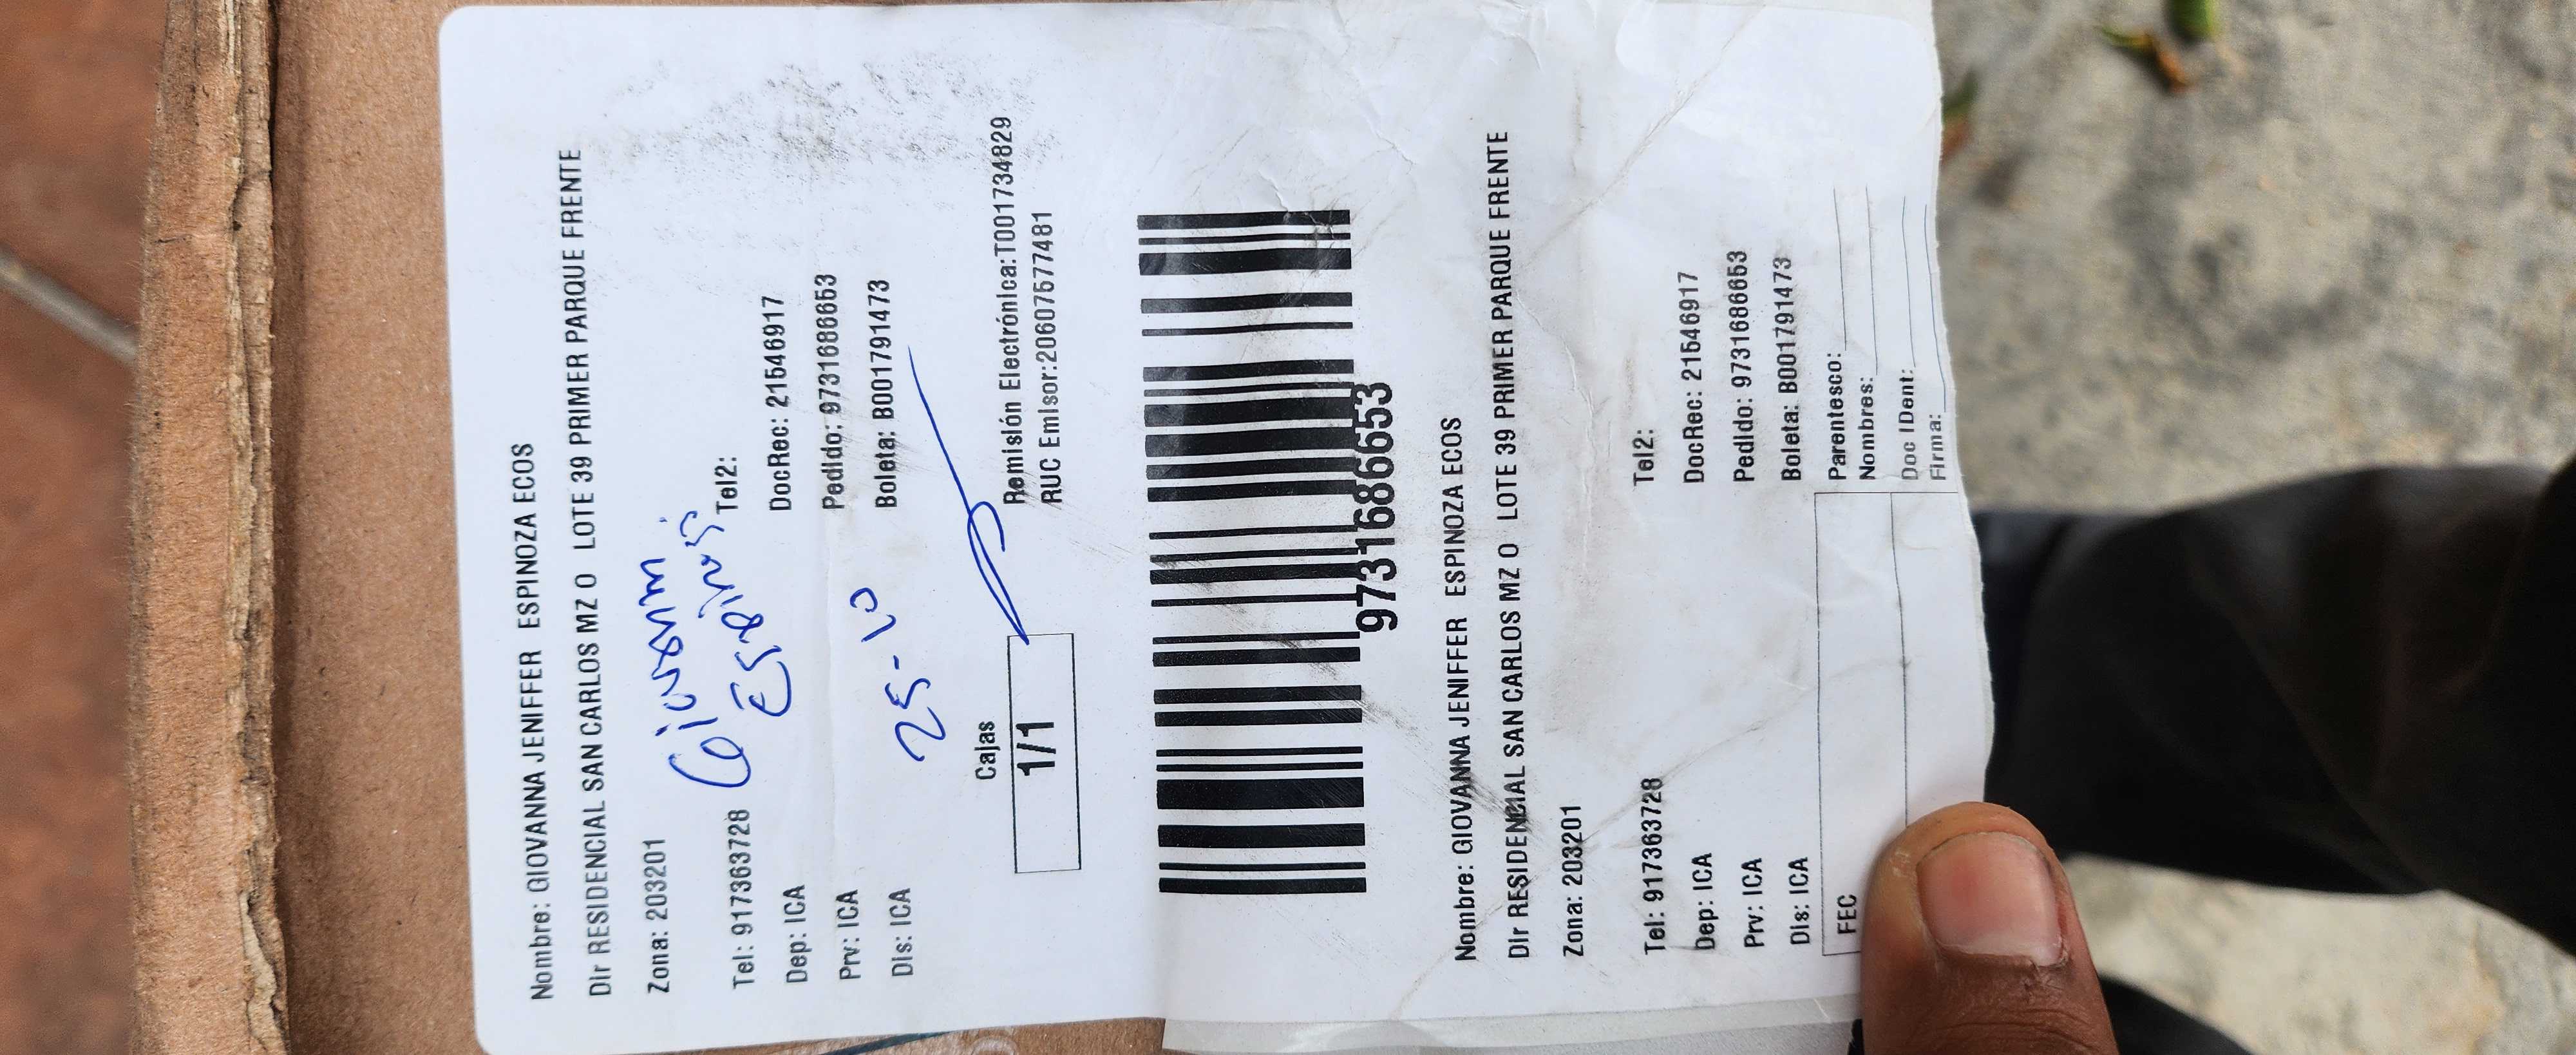 Nombre: GIOVANNA JENIFFER ESPINOZA ECOS
Dir RESIDENCIAL SAN CARLOS MZ O LOTE 39 PRIMER PARQUE FRENTE
Zona: 203201
Giovanna
Espinoza
Tel: 917363728 Tel2:
Dep: ICA DocRec: 21546917
Prv: ICA Pedido: 97316866653
Dis: ICA Boleta: B001791473
25-10
Cajas
1/1
Remisión Electrónica:T001734829
RUC Emisor:20607577481
97316866653
Nombre: GIOVANNA JENIFFER ESPINOZA ECOS
Dir RESIDENCIAL SAN CARLOS MZ O LOTE 39 PRIMER PARQUE FRENTE
Zona: 203201
Tel: 917363728 Tel2:
Dep: ICA DocRec: 21546917
Prv: ICA Pedido: 97316866653
Dis: ICA Boleta: B001791473
FEC
Parentesco:
Nombres:
Doc IDent:
Firma: